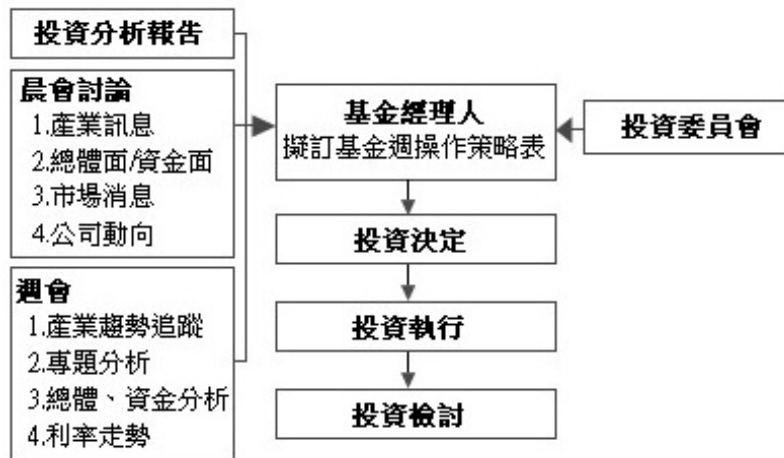 投資分析報告
晨會討論
1.產業訊息
2.總體面/資金面
3.市場消息
4.公司動向
週會
1.產業趨勢追蹤
2.專題分析
3.總體、資金分析
4.利率走勢
基金經理人
擬訂基金週操作策略表
投資委員會
投資決定
投資執行
投資檢討